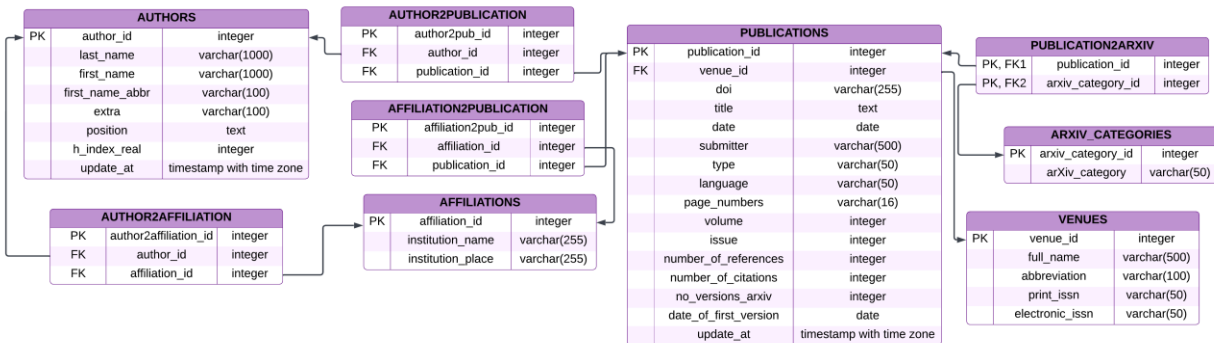 AUTHORS
PK author_id integer
last_name varchar(1000)
first_name varchar(1000)
first_name_abbr varchar(100)
extra varchar(100)
position text
h_index_real integer
update_at timestamp with time zone
AUTHOR2PUBLICATION
PK author2pub_id integer
FK author_id integer
FK publication_id integer
AFFILIATION2PUBLICATION
PK affiliation2pub_id integer
FK affiliation_id integer
FK publication_id integer
AUTHOR2AFFILIATION
PK author2affiliation_id integer
FK author_id integer
FK affiliation_id integer
AFFILIATIONS
PK affiliation_id integer
institution_name varchar(255)
institution_place varchar(255)
PUBLICATIONS
PK publication_id integer
FK venue_id integer
doi varchar(255)
title text
date date
submitter varchar(500)
type varchar(50)
language varchar(50)
page_numbers varchar(16)
volume integer
issue integer
number_of_references integer
number_of_citations integer
no_versions_arxiv integer
date_of_first_version date
update_at timestamp with time zone
PUBLICATION2ARXIV
PK, FK1 publication_id integer
PK, FK2 arxiv_category_id integer
ARXIV_CATEGORIES
PK arxiv_category_id integer
arXiv_category varchar(50)
VENUES
PK venue_id integer
full_name varchar(500)
abbreviation varchar(100)
print_issn varchar(50)
electronic_issn varchar(50)